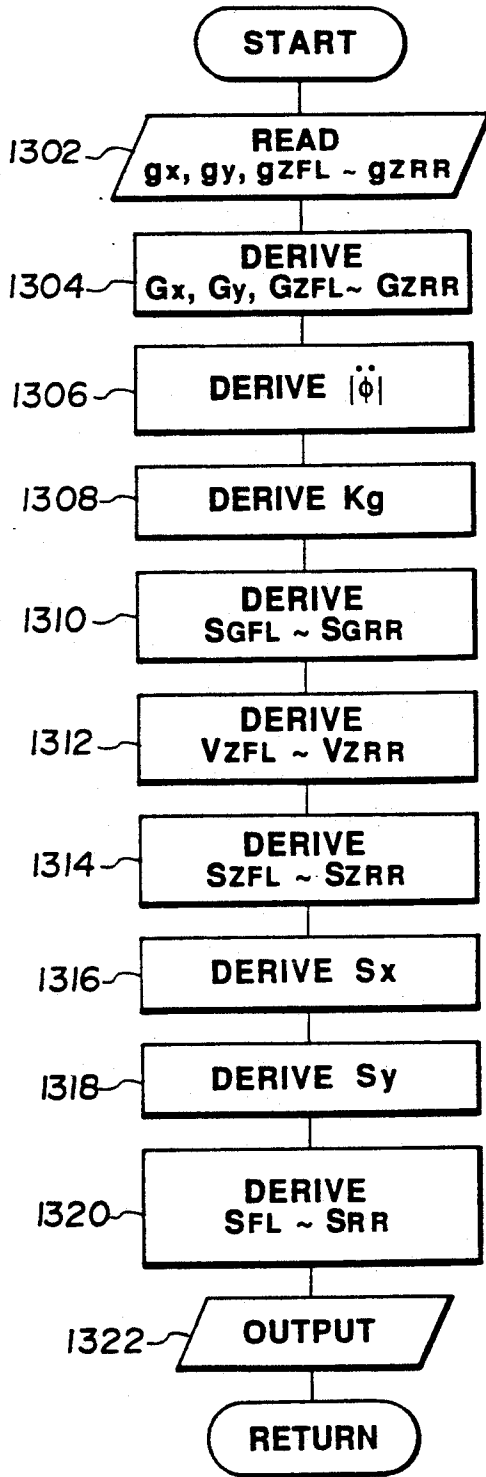 START
1302
READ
gx, gy, gZFL ~ gZRR
1304
DERIVE
Gx, Gy, GZFL ~ GZRR
1306
DERIVE |φ̈|
1308
DERIVE Kg
1310
DERIVE
SGFL ~ SGRR
1312
DERIVE
VZFL ~ VZRR
1314
DERIVE
SZFL ~ SZRR
1316
DERIVE Sx
1318
DERIVE Sy
1320
DERIVE
SFL ~ SRR
1322
OUTPUT
RETURN